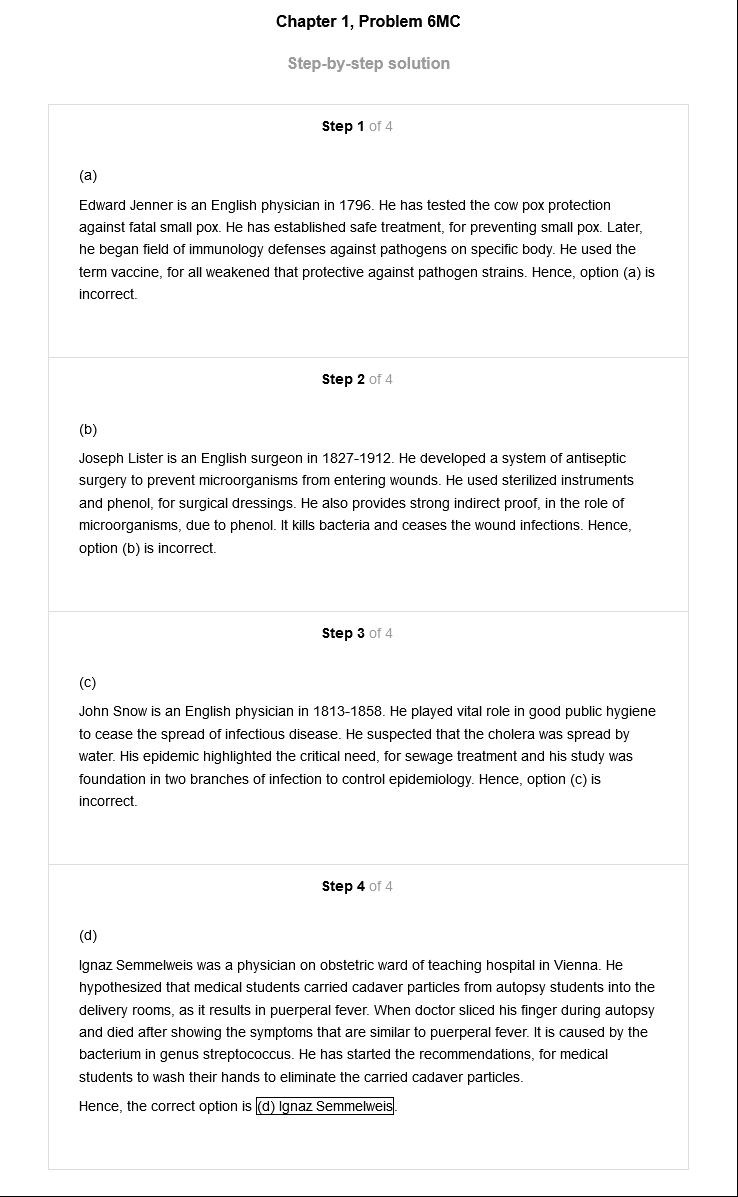 Chapter 1, Problem 6MC
Step-by-step solution
Step 1 of 4
(a)
Edward Jenner is an English physician in 1796. He has tested the cow pox protection
against fatal small pox. He has established safe treatment, for preventing small pox. Later,
he began field of immunology defenses against pathogens on specific body. He used the
term vaccine, for all weakened that protective against pathogen strains. Hence, option (a) is
incorrect.
Step 2 of 4
(b)
Joseph Lister is an English surgeon in 1827-1912. He developed a system of antiseptic
surgery to prevent microorganisms from entering wounds. He used sterilized instruments
and phenol, for surgical dressings. He also provides strong indirect proof, in the role of
microorganisms, due to phenol. It kills bacteria and ceases the wound infections. Hence,
option (b) is incorrect.
Step 3 of 4
(c)
John Snow is an English physician in 1813-1858. He played vital role in good public hygiene
to cease the spread of infectious disease. He suspected that the cholera was spread by
water. His epidemic highlighted the critical need, for sewage treatment and his study was
foundation in two branches of infection to control epidemiology. Hence, option (c) is
incorrect.
Step 4 of 4
(d)
Ignaz Semmelweis was a physician on obstetric ward of teaching hospital in Vienna. He
hypothesized that medical students carried cadaver particles from autopsy students into the
delivery rooms, as it results in puerperal fever. When doctor sliced his finger during autopsy
and died after showing the symptoms that are similar to puerperal fever. It is caused by the
bacterium in genus streptococcus. He has started the recommendations, for medical
students to wash their hands to eliminate the carried cadaver particles.
Hence, the correct option is (d) Ignaz Semmelweis.